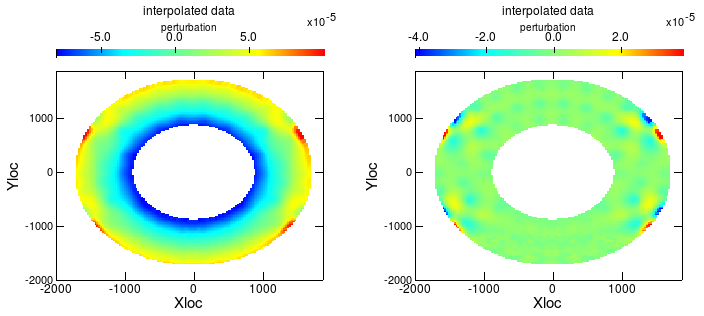 interpolated data
perturbation
x10⁻⁵
-5.0 0.0 5.0
1000
0
-1000
-2000
-2000 -1000 0 1000
Xloc
Yloc
interpolated data
perturbation
x10⁻⁵
-4.0 -2.0 0.0 2.0
1000
0
-1000
-2000
-2000 -1000 0 1000
Xloc
Yloc